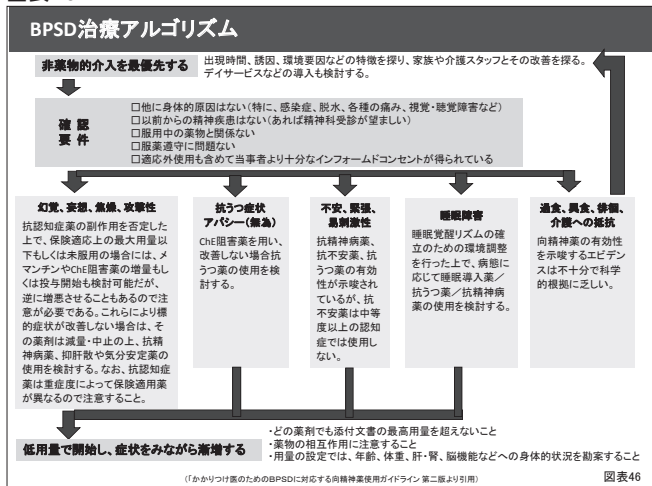 BPSD治療アルゴリズム
非薬物的介入を最優先する
出現時間、誘因、環境要因などの特徴を探り、家族や介護スタッフとその改善を探る。
デイサービスなどの導入も検討する。
確 認
要 件
□他に身体的原因はない(特に、感染症、脱水、各種の痛み、視覚・聴覚障害など)
□以前からの精神疾患はない(あれば精神科受診が望ましい)
□服用中の薬物と関係ない
□服薬遵守に問題ない
□適応外使用も含めて当事者より十分なインフォームドコンセントが得られている
幻覚、妄想、焦燥、攻撃性
抗認知症薬の副作用を否定した
上で、保険適応上の最大用量以
下もしくは未服用の場合には、メ
マンチンやChE阻害薬の増量もし
くは投与開始も検討可能だが、
逆に増悪させることもあるので注
意が必要である。これらにより標
的症状が改善しない場合は、そ
の薬剤は減量・中止の上、抗精
神病薬、抑肝散や気分安定薬の
使用を検討する。なお、抗認知症
薬は重症度によって保険適用薬
が異なるので注意すること。
抗うつ症状
アパシー(無為)
ChE阻害薬を用い、
改善しない場合抗
うつ薬の使用を検
討する。
不安、緊張、
易刺激性
抗精神病薬、
抗不安薬、抗
うつ薬の有効
性が示唆され
ているが、抗
不安薬は中等
度以上の認知
症では使用し
ない。
睡眠障害
睡眠覚醒リズムの確
立のための環境調整
を行った上で、病態に
応じて睡眠導入薬/
抗うつ薬/抗精神病
薬の使用を検討する。
過食、異食、徘徊、
介護への抵抗
向精神薬の有効性
を示唆するエビデン
スは不十分で科学
的根拠に乏しい。
低用量で開始し、症状をみながら漸増する
・どの薬剤でも添付文書の最高用量を超えないこと
・薬物の相互作用に注意すること
・用量の設定では、年齢、体重、肝・腎、脳機能などへの身体的状況を勘案すること
(「かかりつけ医のためのBPSDに対応する向精神薬使用ガイドライン 第二版より引用)
図表46